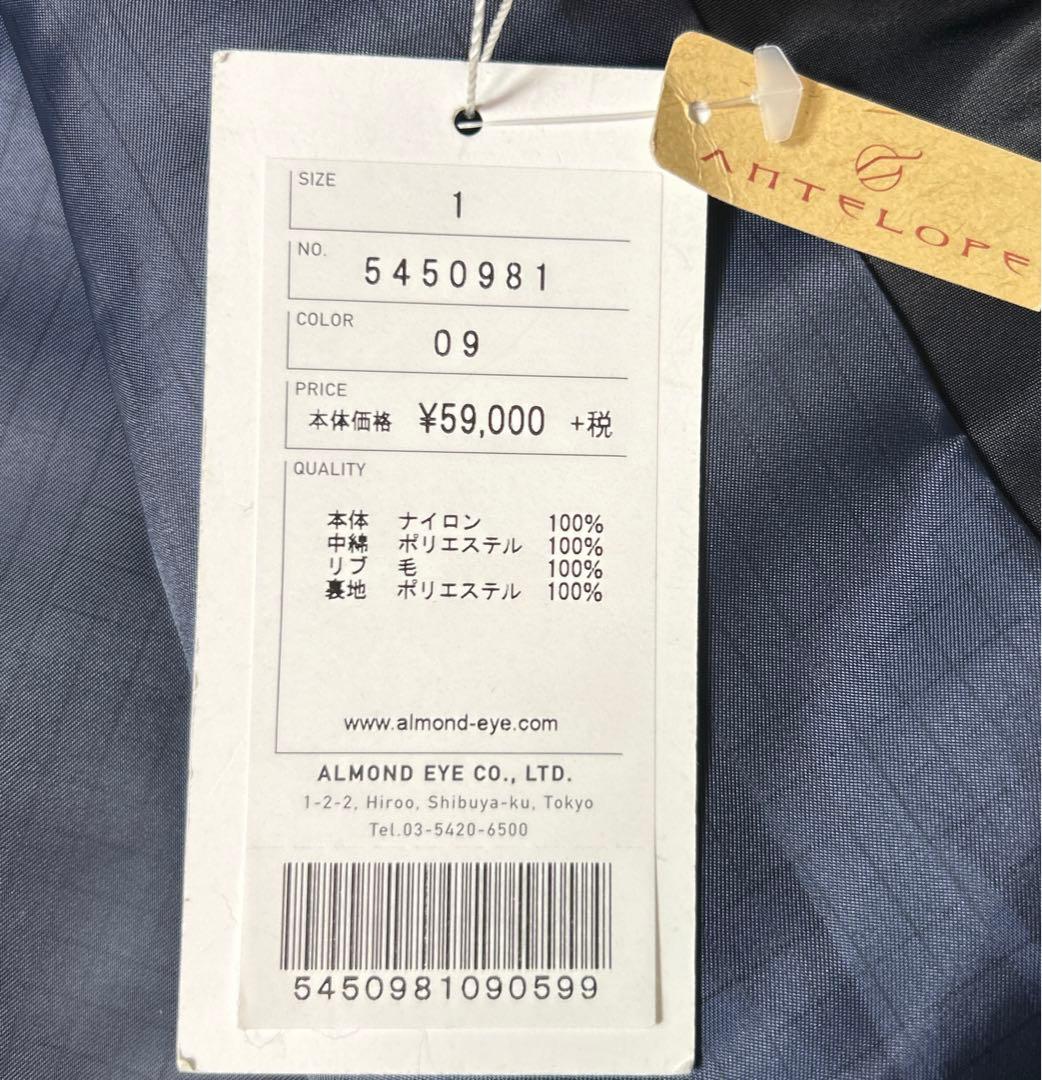 ANTELOPE
SIZE
1
NO.
5450981
COLOR
09
PRICE
本体価格 ¥59,000 +税
QUALITY
本体 ナイロン 100%
中綿 ポリエステル 100%
リブ 毛 100%
裏地 ポリエステル 100%
www.almond-eye.com
ALMOND EYE CO., LTD.
1-2-2, Hiroo, Shibuya-ku, Tokyo
Tel.03-5420-6500
5450981090599